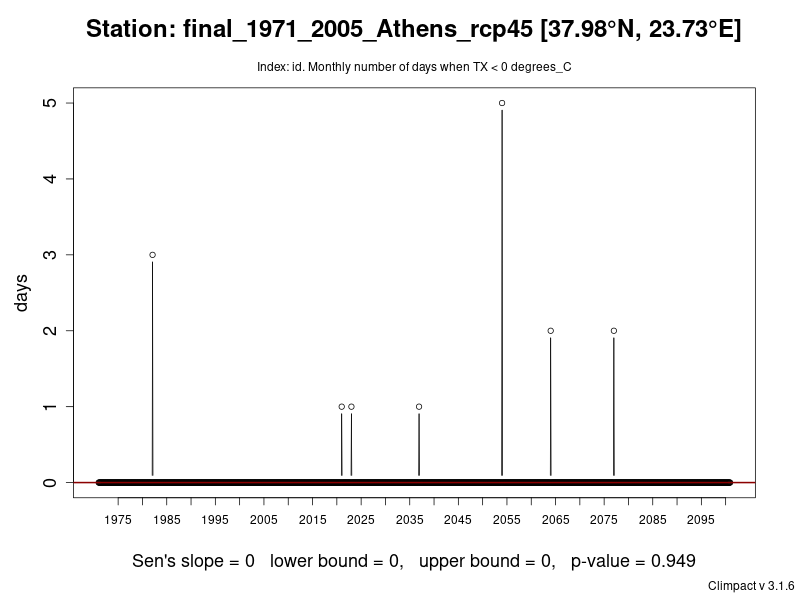 Station: final_1971_2005_Athens_rcp45 [37.98°N, 23.73°E]
Index: id. Monthly number of days when TX < 0 degrees_C
5
4
3
2
1
0
days
1975 1985 1995 2005 2015 2025 2035 2045 2055 2065 2075 2085 2095
Sen's slope = 0 lower bound = 0, upper bound = 0, p-value = 0.949
Climpact v 3.1.6